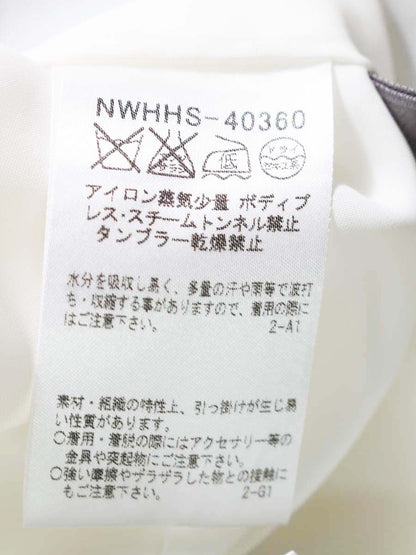 NWHHS-40360
エンソサラシ
低
ドライ
アイロン蒸気少量 ボディプ
レス・スチームトンネル禁止
タンブラー乾燥禁止
水分を吸収し易く、多量の汗や雨等で波打
ち・収縮する事がありますので、着用の際に
はご注意下さい。 2-A1
素材・組織の特性上、引っ掛けが生じ易
い性質があります。
○着用・着脱の際にはアクセサリー等の
金具や突起物にご注意下さい。
○強い摩擦やザラザラした物との接触に
もご注意下さい。 2-G1